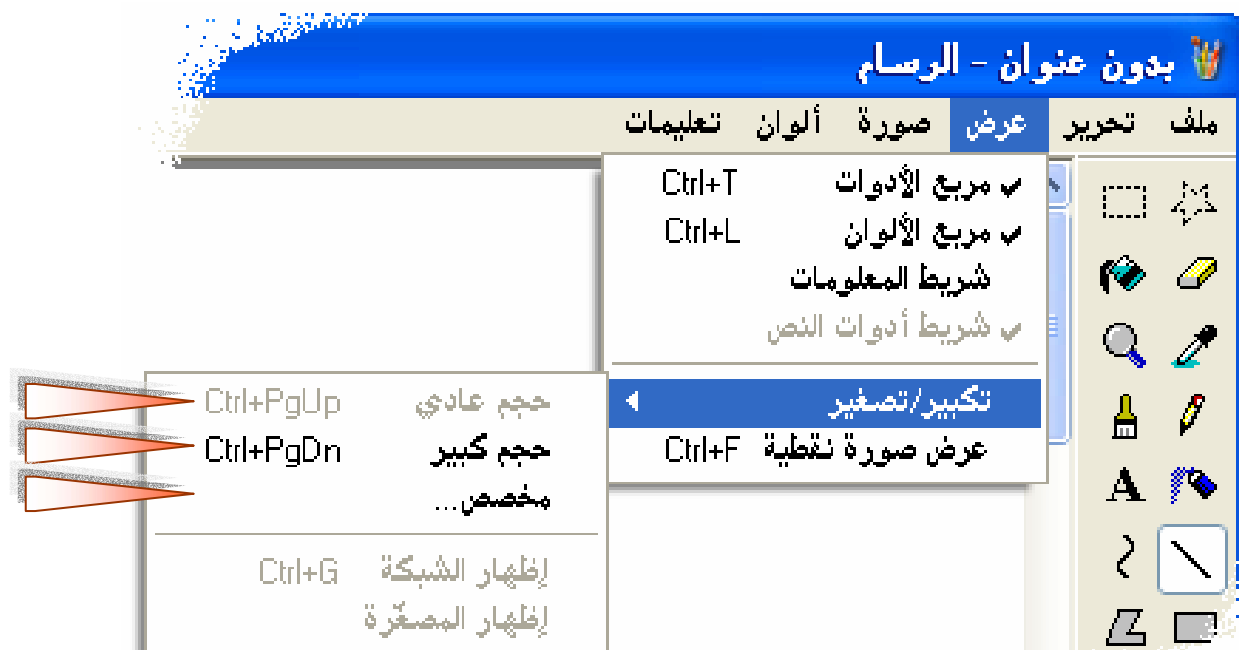 بدون عنوان - الرسام
ملف تحرير عرض صورة ألوان تعليمات
مربع الأدوات Ctrl+T
مربع الألوان Ctrl+L
شريط المعلومات
شريط أدوات النص
تكبير/تصغير
عرض صورة نقطية Ctrl+F
حجم عادي Ctrl+PgUp
حجم كبير Ctrl+PgDn
مخصص...
إظهار الشبكة Ctrl+G
إظهار المصغّرة